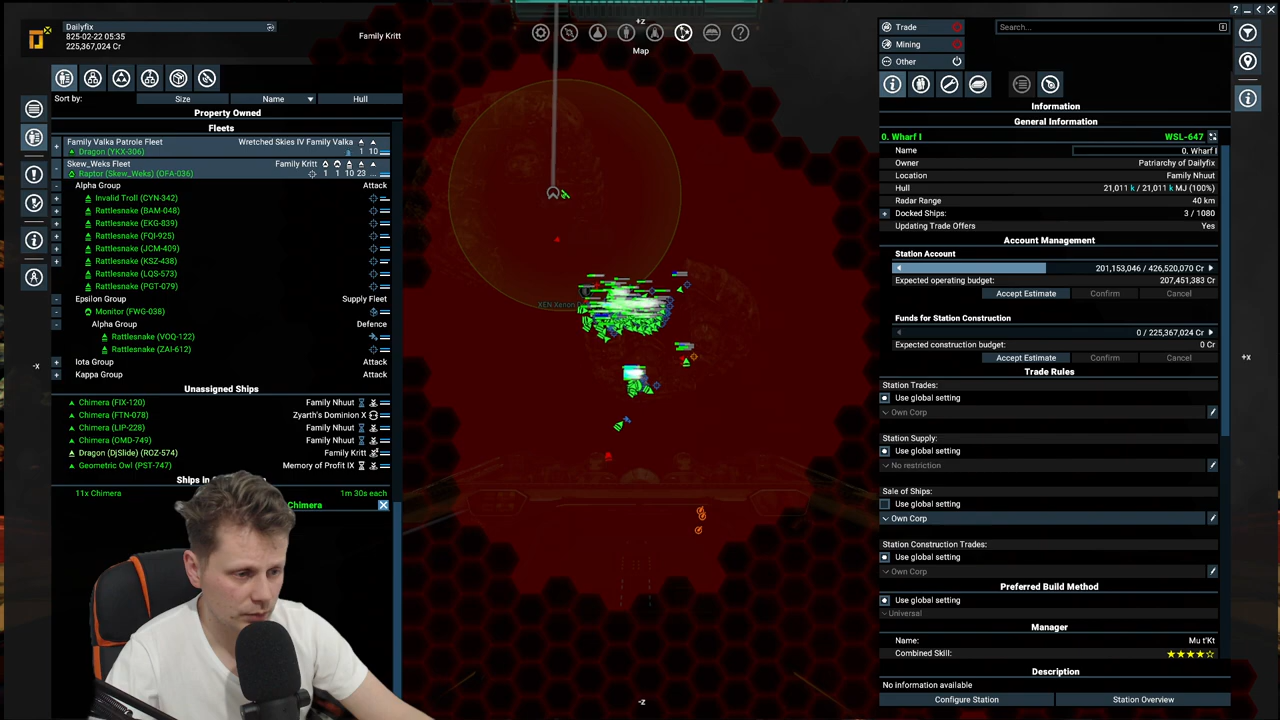 Dailyfix
825-02-22 05:35
225,367,024 Cr
Family Kritt
Sort by: Size Name Hull
Property Owned
Fleets
Family Valka Patrole Fleet Wretched Skies IV Family Valka
Dragon (YKX-306) 1 10
Skew_Weks Fleet Family Kritt
Raptor (Skew_Weks) (OFA-036) 1 1 10 23 ...
Alpha Group Attack
Invalid Troll (CYN-342)
Rattlesnake (BAM-048)
Rattlesnake (EKG-839)
Rattlesnake (FQI-925)
Rattlesnake (JCM-409)
Rattlesnake (KSZ-438)
Rattlesnake (LQS-573)
Rattlesnake (PGT-079)
Epsilon Group Supply Fleet
Monitor (FWG-038)
Alpha Group Defence
Rattlesnake (VOQ-122)
Rattlesnake (ZAI-612)
Iota Group Attack
Kappa Group Attack
Unassigned Ships
Chimera (FIX-120) Family Nhuut
Chimera (FTN-078) Zyarth's Dominion X
Chimera (LIP-228) Family Nhuut
Chimera (OMD-749) Family Nhuut
Dragon (DjSlide) (ROZ-574) Family Kritt
Geometric Owl (PST-747) Memory of Profit IX
Ships in
11x Chimera 1m 30s each
Chimera
+z
Map
-x
+x
-z
XEN Xenon
Trade
Mining
Other
Search...
Information
General Information
0. Wharf I WSL-647
Name 0. Wharf I
Owner Patriarchy of Dailyfix
Location Family Nhuut
Hull 21,011 k / 21,011 k MJ (100%)
Radar Range 40 km
Docked Ships: 3 / 1080
Updating Trade Offers Yes
Account Management
Station Account
201,153,046 / 426,520,070 Cr
Expected operating budget: 207,451,383 Cr
Accept Estimate Confirm Cancel
Funds for Station Construction
0 / 225,367,024 Cr
Expected construction budget: 0 Cr
Accept Estimate Confirm Cancel
Trade Rules
Station Trades:
Use global setting
Own Corp
Station Supply:
Use global setting
No restriction
Sale of Ships:
Use global setting
Own Corp
Station Construction Trades:
Use global setting
Own Corp
Preferred Build Method
Use global setting
Universal
Manager
Name: Mu t'Kt
Combined Skill: ★★★★☆
Description
No information available
Configure Station Station Overview